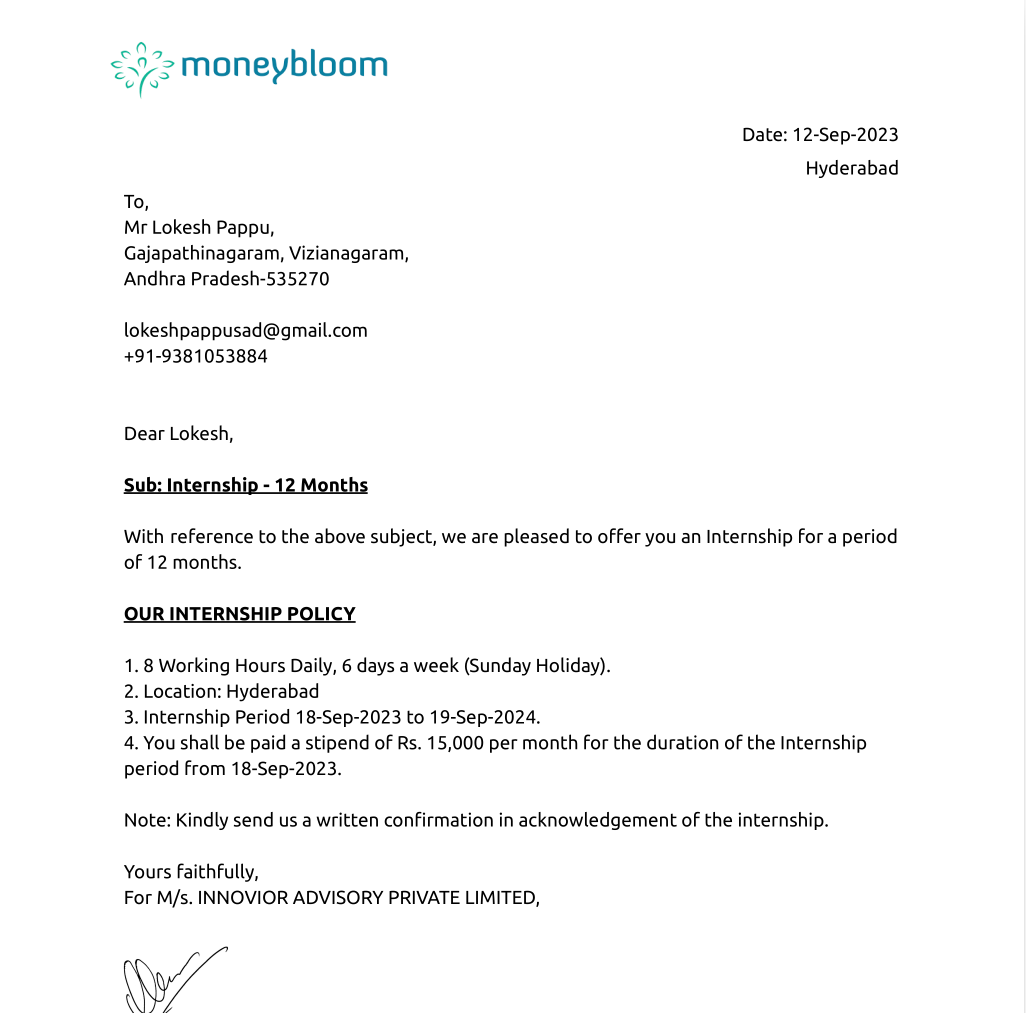 moneybloom
Date: 12-Sep-2023
Hyderabad
To,
Mr Lokesh Pappu,
Gajapathinagaram, Vizianagaram,
Andhra Pradesh-535270
lokeshpappusad@gmail.com
+91-9381053884
Dear Lokesh,
Sub: Internship - 12 Months
With reference to the above subject, we are pleased to offer you an Internship for a period
of 12 months.
OUR INTERNSHIP POLICY
1. 8 Working Hours Daily, 6 days a week (Sunday Holiday).
2. Location: Hyderabad
3. Internship Period 18-Sep-2023 to 19-Sep-2024.
4. You shall be paid a stipend of Rs. 15,000 per month for the duration of the Internship
period from 18-Sep-2023.
Note: Kindly send us a written confirmation in acknowledgement of the internship.
Yours faithfully,
For M/s. INNOVIOR ADVISORY PRIVATE LIMITED,